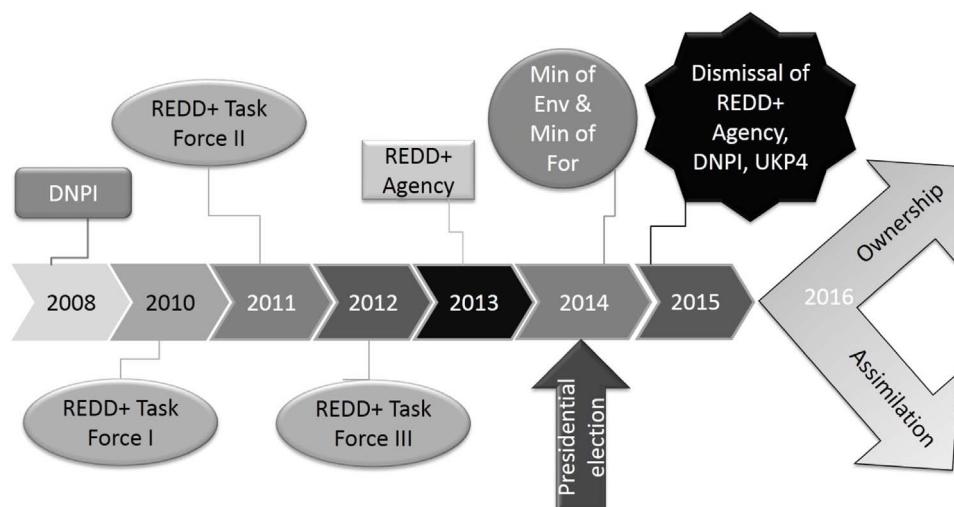 REDD+ Task
Force II
DNPI
REDD+
Agency
Min of
Env &
Min of
For
Dismissal of
REDD+
Agency,
DNPI, UKP4
2008
2010
2011
2012
2013
2014
2015
2016
Ownership
Assimilation
REDD+ Task
Force I
REDD+ Task
Force III
Presidential
election